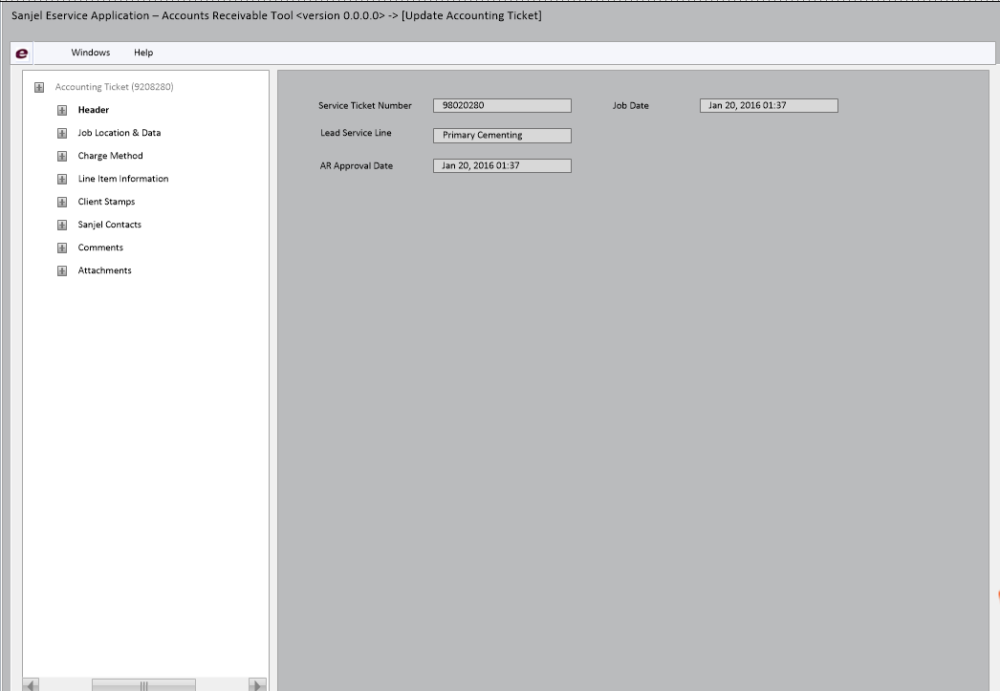 Sanjel Eservice Application – Accounts Receivable Tool <version 0.0.0.0> -> [Update Accounting Ticket]
e Windows Help
Accounting Ticket (9208280)
Header
Job Location & Data
Charge Method
Line Item Information
Client Stamps
Sanjel Contacts
Comments
Attachments
Service Ticket Number 98020280 Job Date Jan 20, 2016 01:37
Lead Service Line Primary Cementing
AR Approval Date Jan 20, 2016 01:37